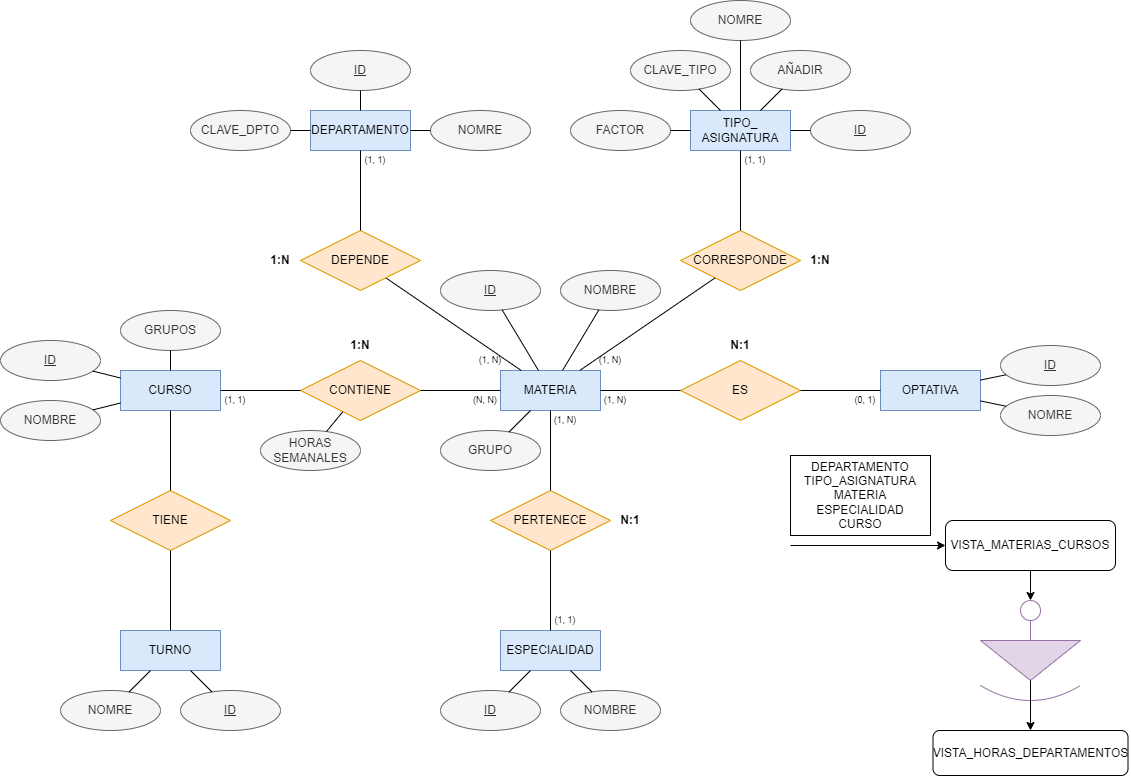 NOMRE
ID
CLAVE_TIPO
AÑADIR
CLAVE_DPTO
DEPARTAMENTO
NOMRE
FACTOR
TIPO_
ASIGNATURA
ID
(1, 1)
(1, 1)
1:N
DEPENDE
CORRESPONDE
1:N
ID
NOMBRE
GRUPOS
1:N
N:1
ID
(1, N)
(1, N)
ID
CURSO
CONTIENE
MATERIA
ES
OPTATIVA
(1, 1)
(N, N)
(1, N)
(0, 1)
NOMBRE
NOMRE
(1, N)
HORAS
SEMANALES
GRUPO
DEPARTAMENTO
TIPO_ASIGNATURA
MATERIA
ESPECIALIDAD
CURSO
TIENE
PERTENECE
N:1
VISTA_MATERIAS_CURSOS
(1, 1)
TURNO
ESPECIALIDAD
NOMRE
ID
ID
NOMBRE
VISTA_HORAS_DEPARTAMENTOS